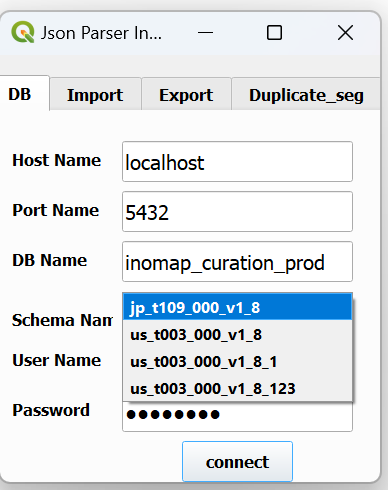 Json Parser In...
DB Import Export Duplicate_seg
Host Name localhost
Port Name 5432
DB Name inomap_curation_prod
jp_t109_000_v1_8
Schema Nam
us_t003_000_v1_8
User Name us_t003_000_v1_8_1
us_t003_000_v1_8_123
Password ●●●●●●●●
connect